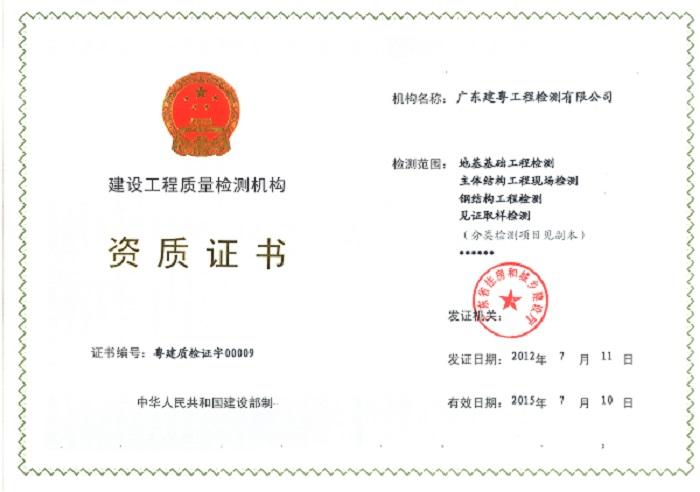 建设工程质量检测机构
资质证书
证书编号：粤建质检证字00009
中华人民共和国建设部制
机构名称：广东建粤工程检测有限公司
检测范围：地基基础工程检测
主体结构工程现场检测
钢结构工程检测
见证取样检测
（分类检测项目见副本）
******
广东省住房和城乡建设厅
发证机关：
发证日期：2012年 7 月 11 日
有效日期：2015年 7 月 10 日